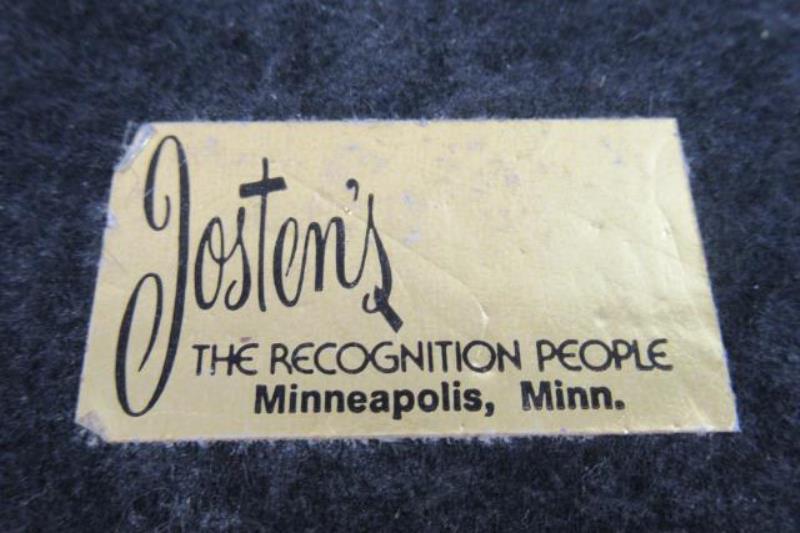 Josten's
THE RECOGNITION PEOPLE
Minneapolis, Minn.